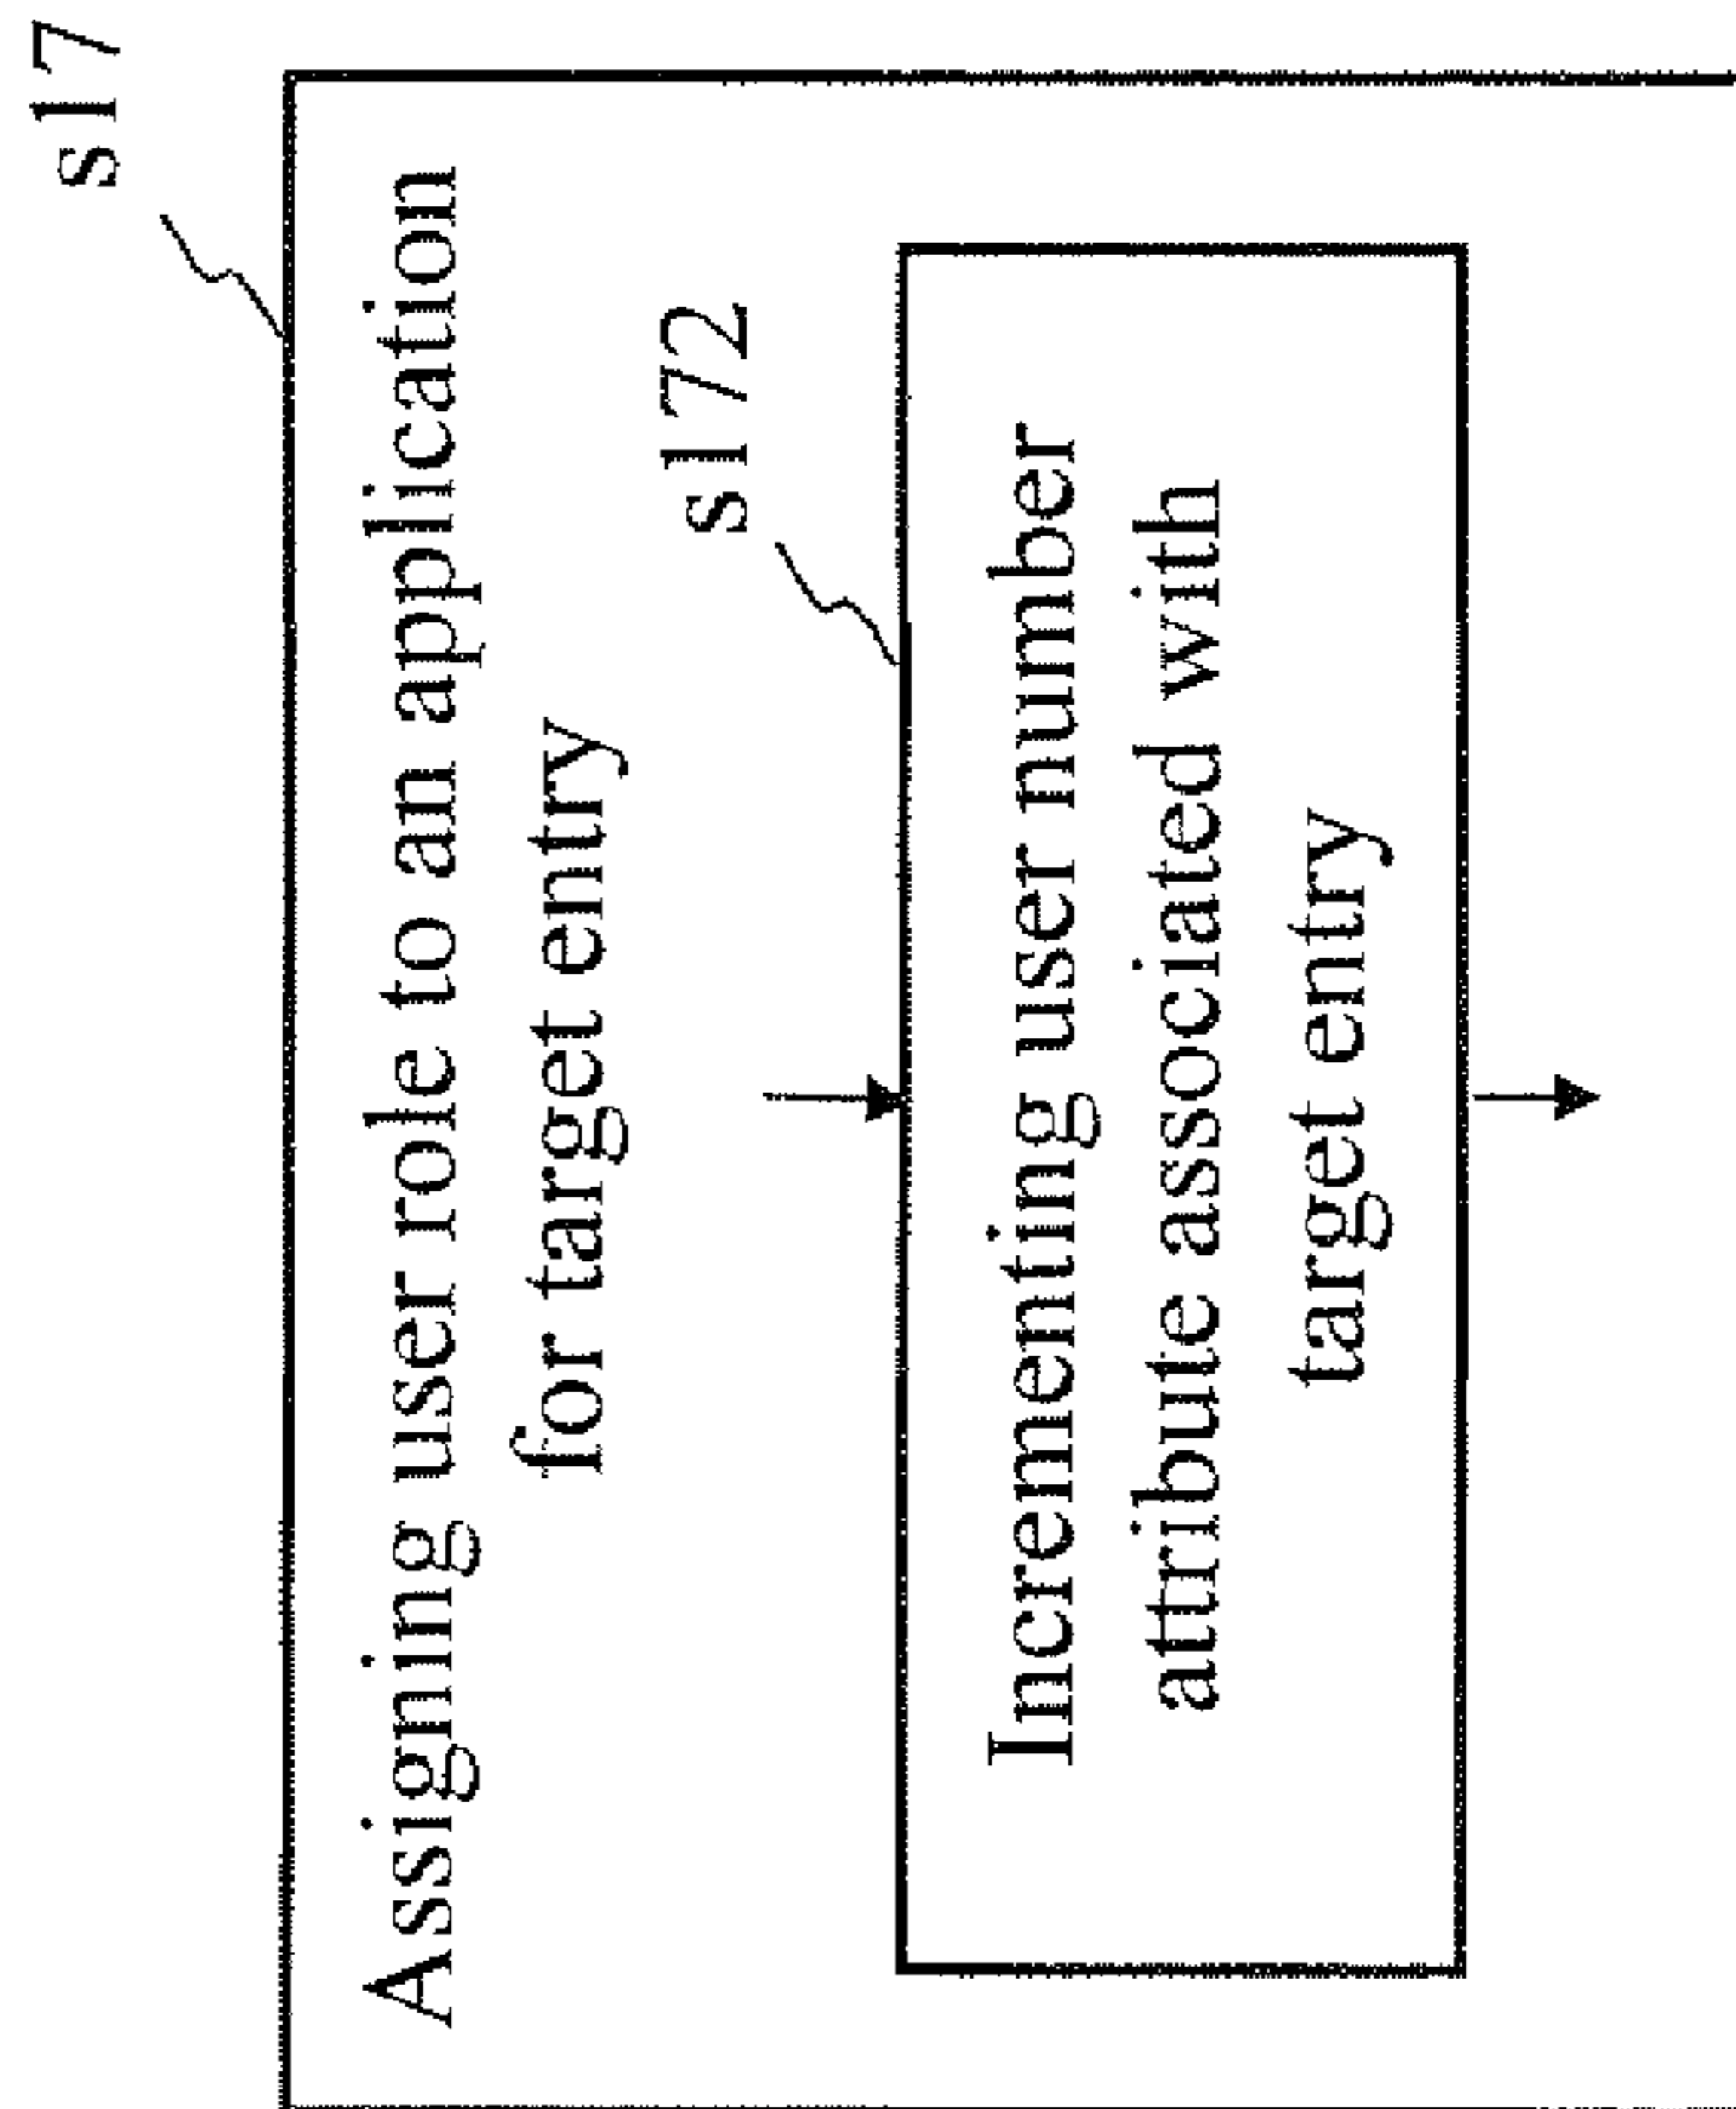 s17
Assigning user role to an application
for target entry
s172
Incrementing user number
attribute associated with
target entry